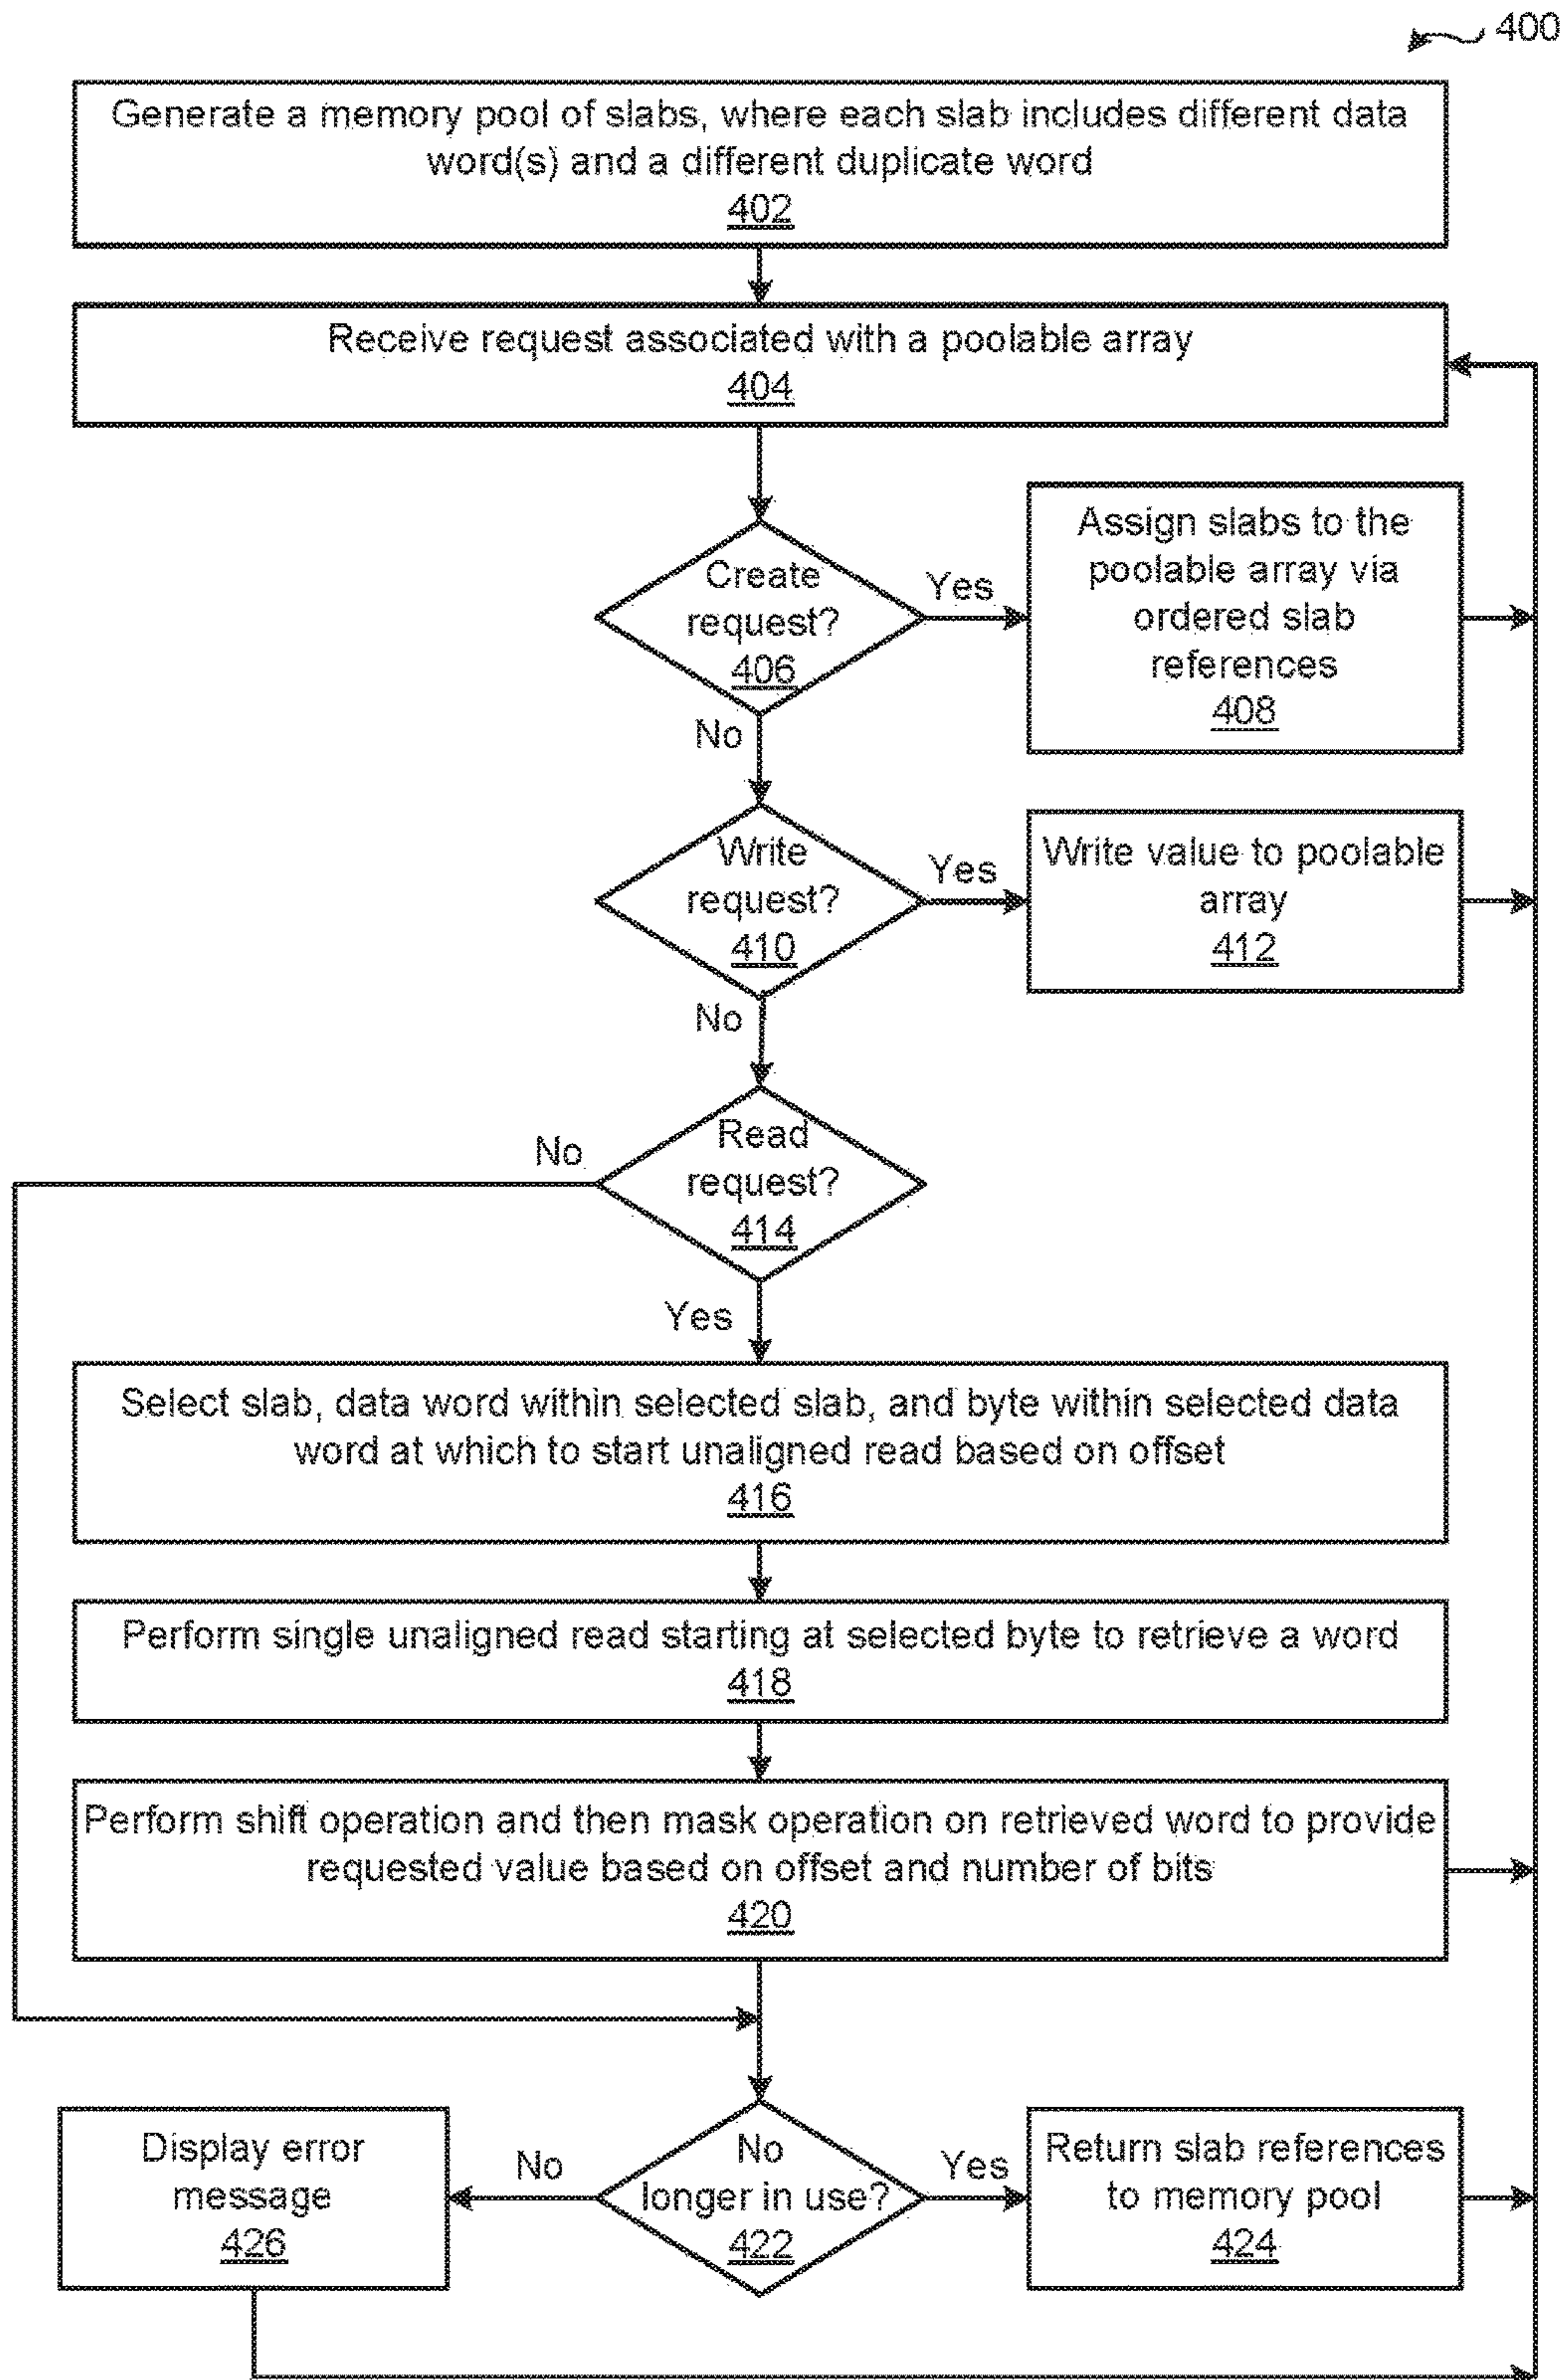 400
Generate a memory pool of slabs, where each slab includes different data
word(s) and a different duplicate word
402
Receive request associated with a poolable array
404
Create
request?
406
Yes
Assign slabs to the
poolable array via
ordered slab
references
408
No
Write
request?
410
Yes
Write value to poolable
array
412
No
Read
request?
414
No
Yes
Select slab, data word within selected slab, and byte within selected data
word at which to start unaligned read based on offset
416
Perform single unaligned read starting at selected byte to retrieve a word
418
Perform shift operation and then mask operation on retrieved word to provide
requested value based on offset and number of bits
420
Display error
message
426
No
No
longer in use?
422
Yes
Return slab references
to memory pool
424